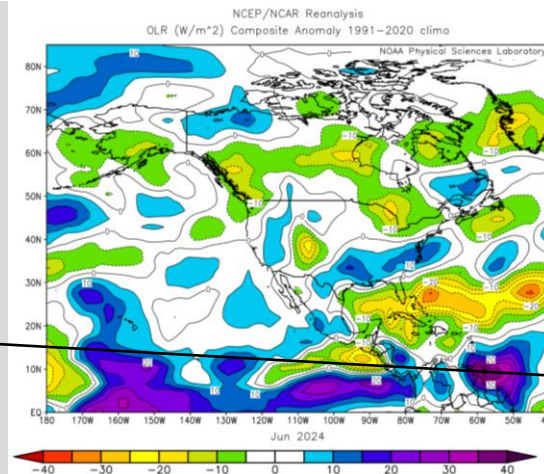 NCEP/NCAR Reanalysis
OLR (W/m^2) Composite Anomaly 1991-2020 climo
NOAA Physical Sciences Laboratory
80N
70N
60N
50N
40N
30N
20N
10N
EQ
180 170W 160W 150W 140W 130W 120W 110W 100W 90W 80W 70W 60W 50W
Jun 2024
-40 -30 -20 -10 0 10 20 30 40